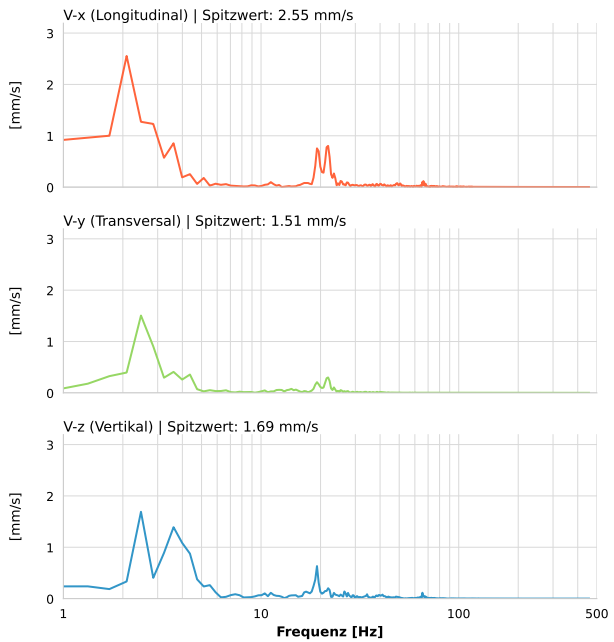 V-x (Longitudinal) | Spitzwert: 2.55 mm/s
3
2
1
0
[mm/s]
V-y (Transversal) | Spitzwert: 1.51 mm/s
3
2
1
0
[mm/s]
V-z (Vertikal) | Spitzwert: 1.69 mm/s
3
2
1
0
[mm/s]
1 10 100 500
Frequenz [Hz]